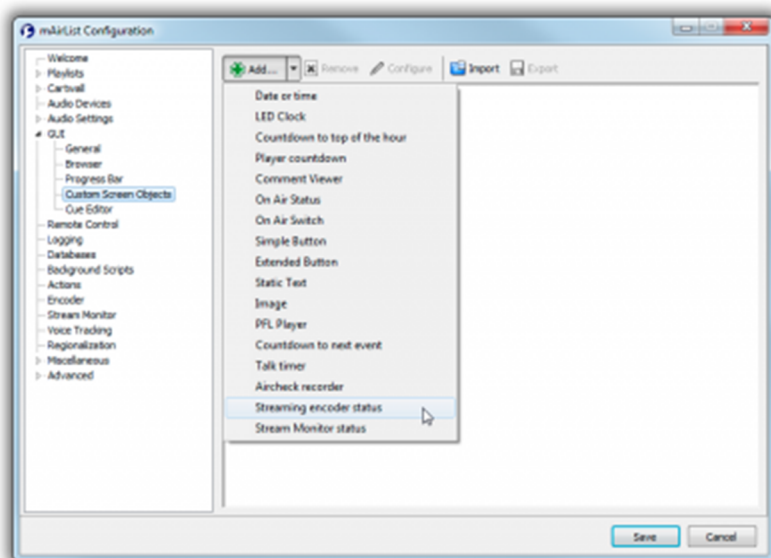 mAirList Configuration
Welcome
Playlists
Cartwall
Audio Devices
Audio Settings
GUI
General
Browser
Progress Bar
Custom Screen Objects
Cue Editor
Remote Control
Logging
Databases
Background Scripts
Actions
Encoder
Stream Monitor
Voice Tracking
Regionalization
Miscellaneous
Advanced
Add... Remove Configure Import Export
Date or time
LED Clock
Countdown to top of the hour
Player countdown
Comment Viewer
On Air Status
On Air Switch
Simple Button
Extended Button
Static Text
Image
PFL Player
Countdown to next event
Talk timer
Aircheck recorder
Streaming encoder status
Stream Monitor status
Save Cancel